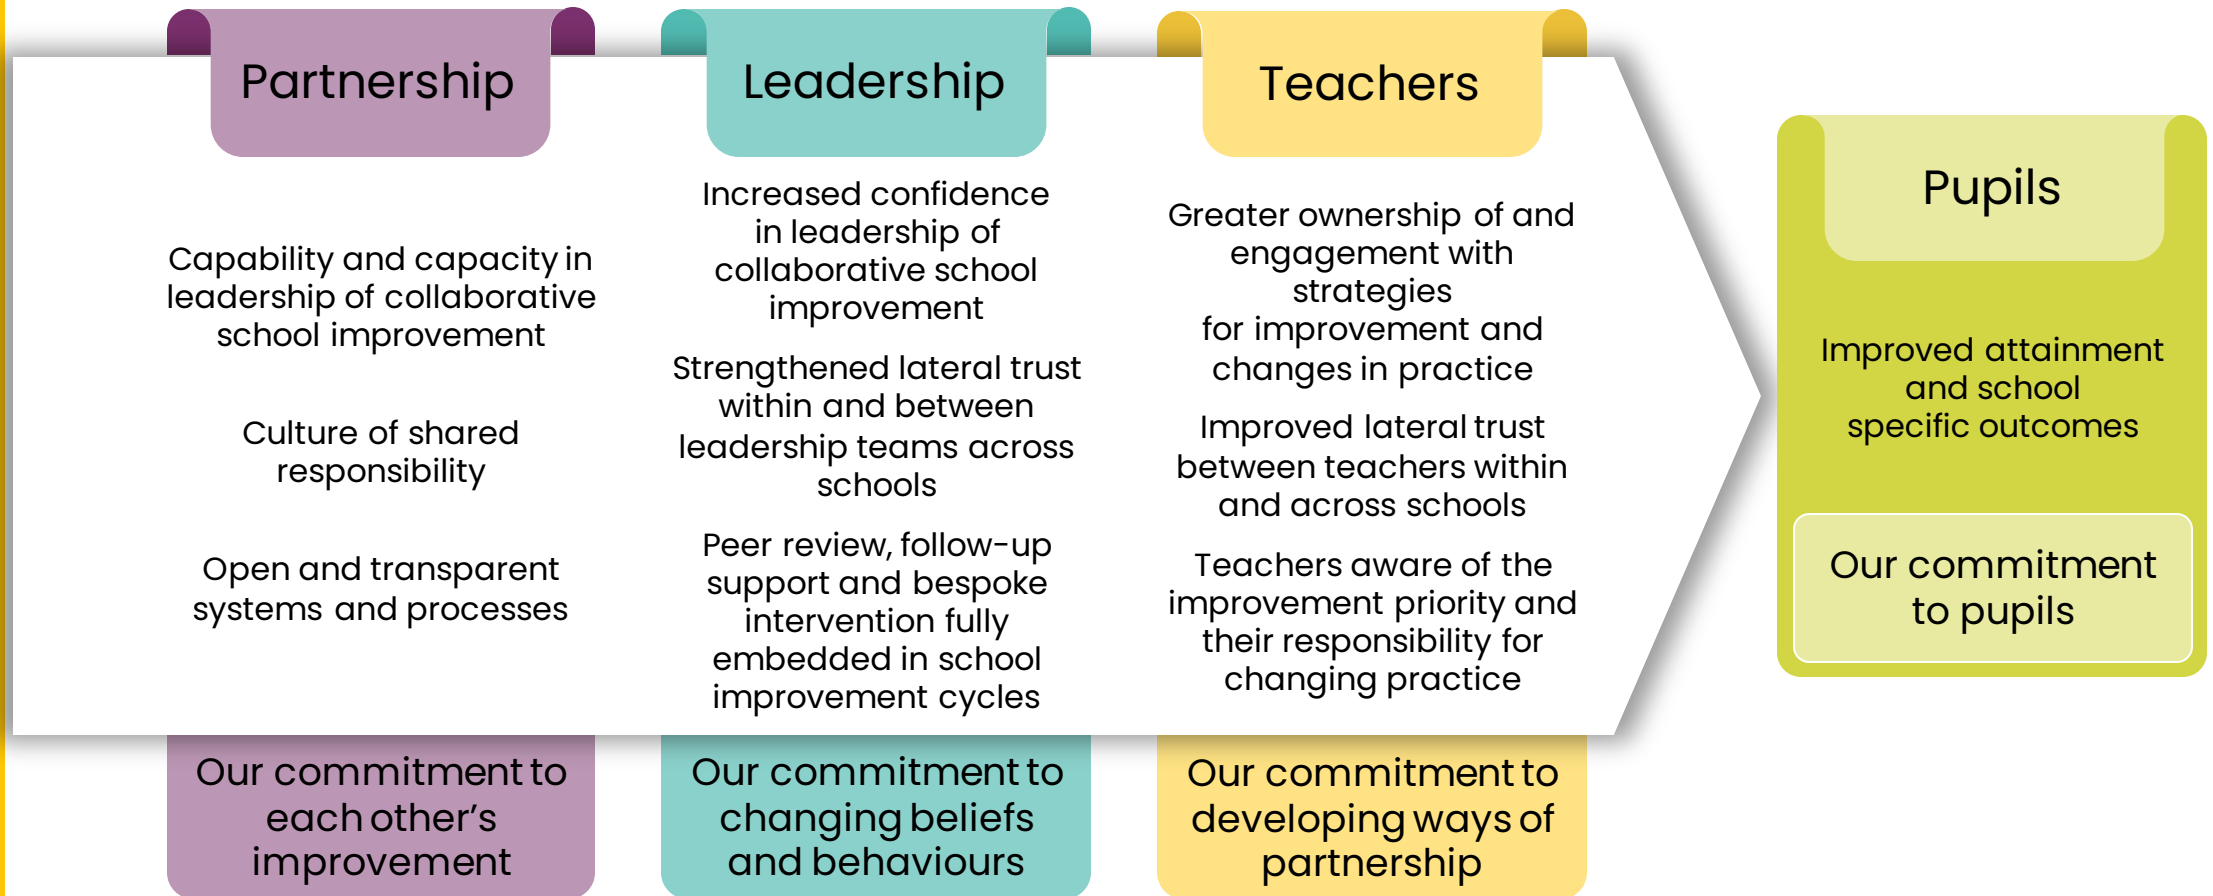 Partnership
Capability and capacity in
leadership of collaborative
school improvement
Culture of shared
responsibility
Open and transparent
systems and processes
Our commitment to
each other’s
improvement
Leadership
Increased confidence
in leadership of
collaborative school
improvement
Strengthened lateral trust
within and between
leadership teams across
schools
Peer review, follow-up
support and bespoke
intervention fully
embedded in school
improvement cycles
Our commitment to
changing beliefs
and behaviours
Teachers
Greater ownership of and
engagement with
strategies
for improvement and
changes in practice
Improved lateral trust
between teachers within
and across schools
Teachers aware of the
improvement priority and
their responsibility for
changing practice
Our commitment to
developing ways of
partnership
Pupils
Improved attainment
and school
specific outcomes
Our commitment
to pupils